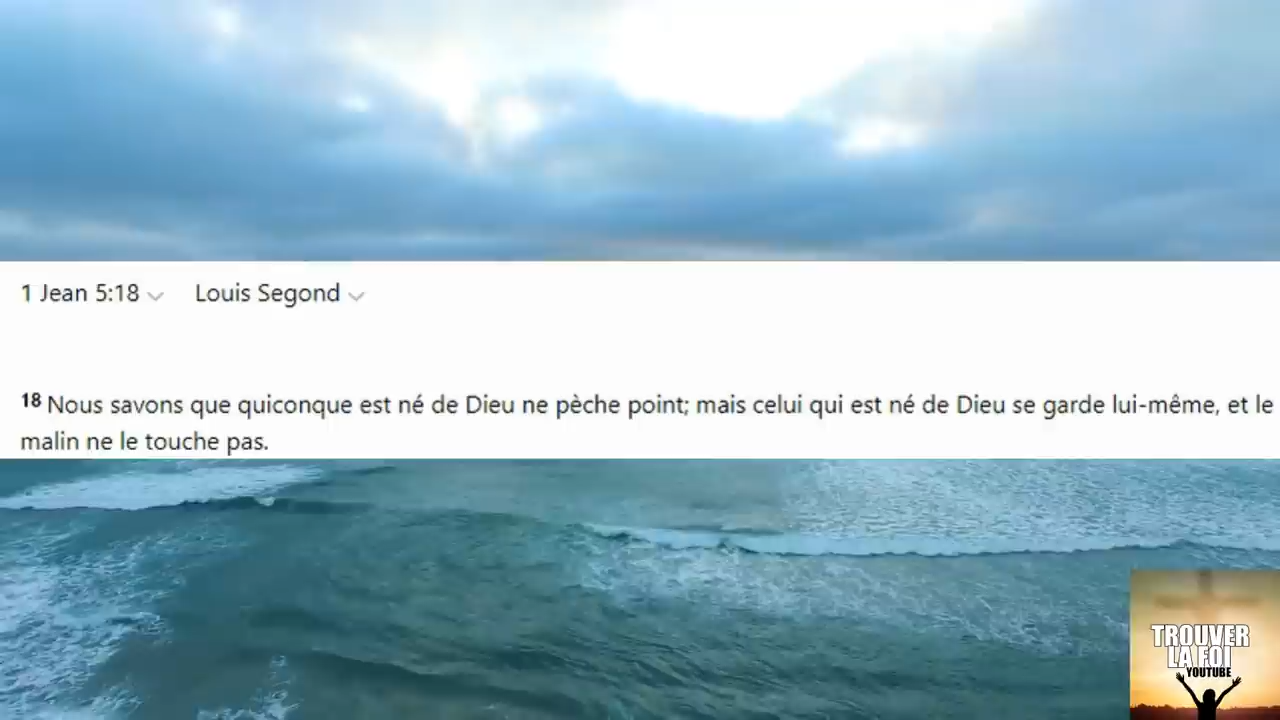 1 Jean 5:18 Louis Segond
18 Nous savons que quiconque est né de Dieu ne pèche point; mais celui qui est né de Dieu se garde lui-même, et le
malin ne le touche pas.
TROUVER
LA FOI
YOUTUBE